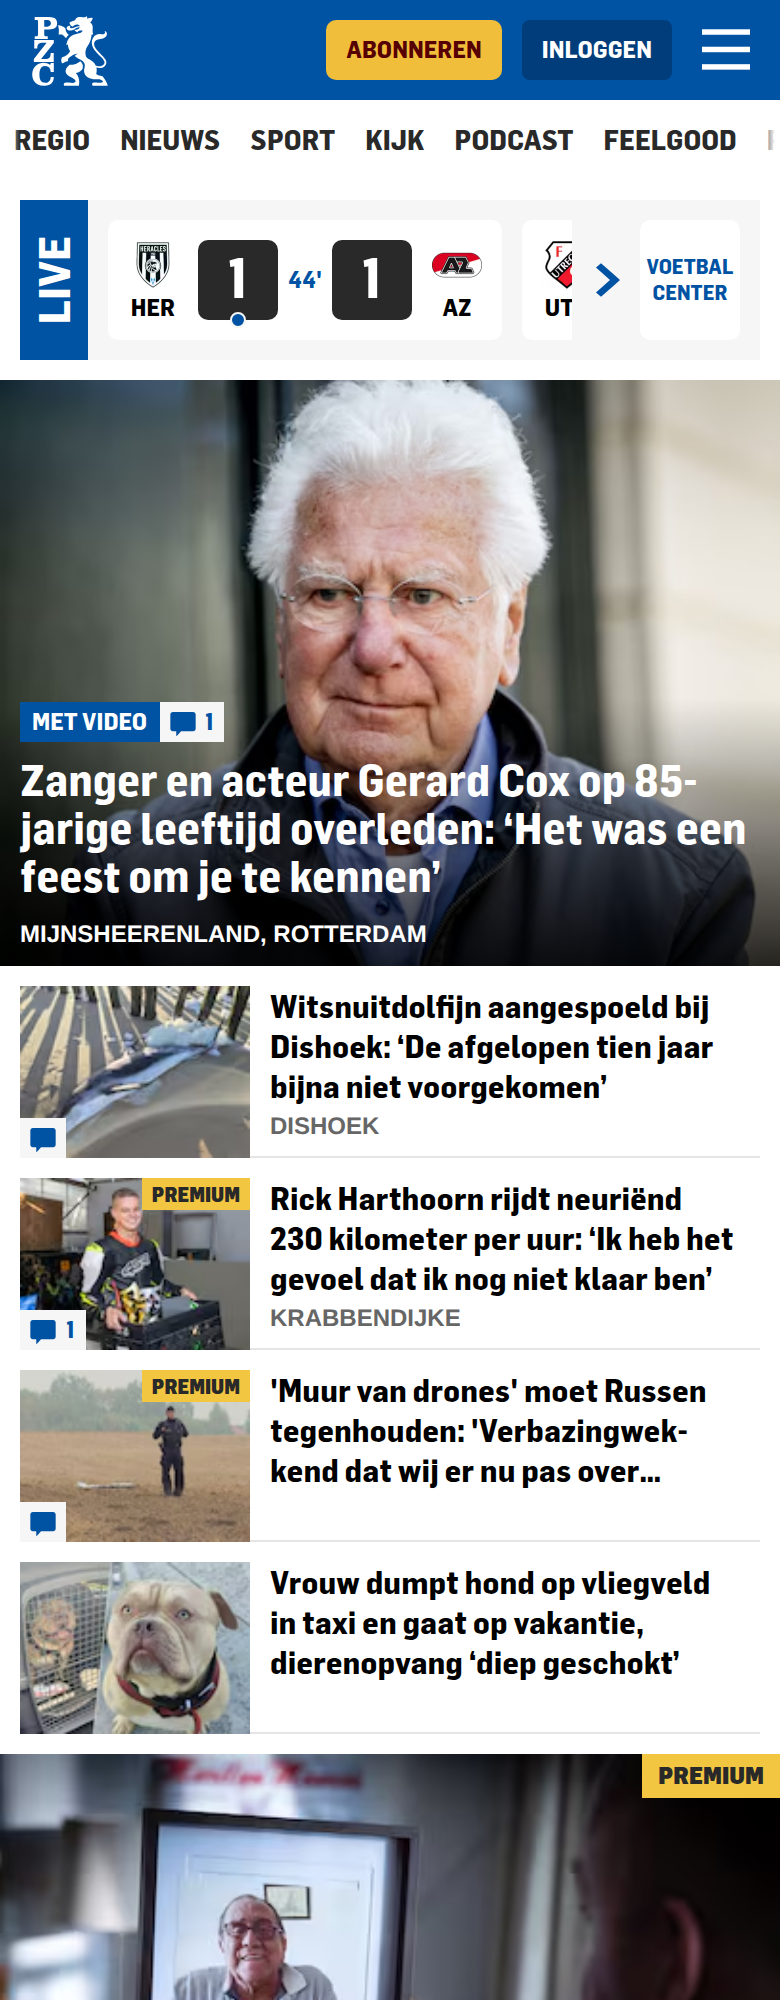 PZC
ABONNEREN
INLOGGEN
REGIO NIEUWS SPORT KIJK PODCAST FEELGOOD
LIVE
HERACLES
HER
1
44'
1
AZ
AZ
UT
VOETBAL
CENTER
MET VIDEO
1
Zanger en acteur Gerard Cox op 85-
jarige leeftijd overleden: ‘Het was een
feest om je te kennen’
MIJNSHEERENLAND, ROTTERDAM
Witsnuitdolfijn aangespoeld bij
Dishoek: ‘De afgelopen tien jaar
bijna niet voorgekomen’
DISHOEK
PREMIUM
1
Rick Harthoorn rijdt neuriënd
230 kilometer per uur: ‘Ik heb het
gevoel dat ik nog niet klaar ben’
KRABBENDIJKE
PREMIUM
'Muur van drones' moet Russen
tegenhouden: 'Verbazingwek-
kend dat wij er nu pas over...
Vrouw dumpt hond op vliegveld
in taxi en gaat op vakantie,
dierenopvang ‘diep geschokt’
PREMIUM